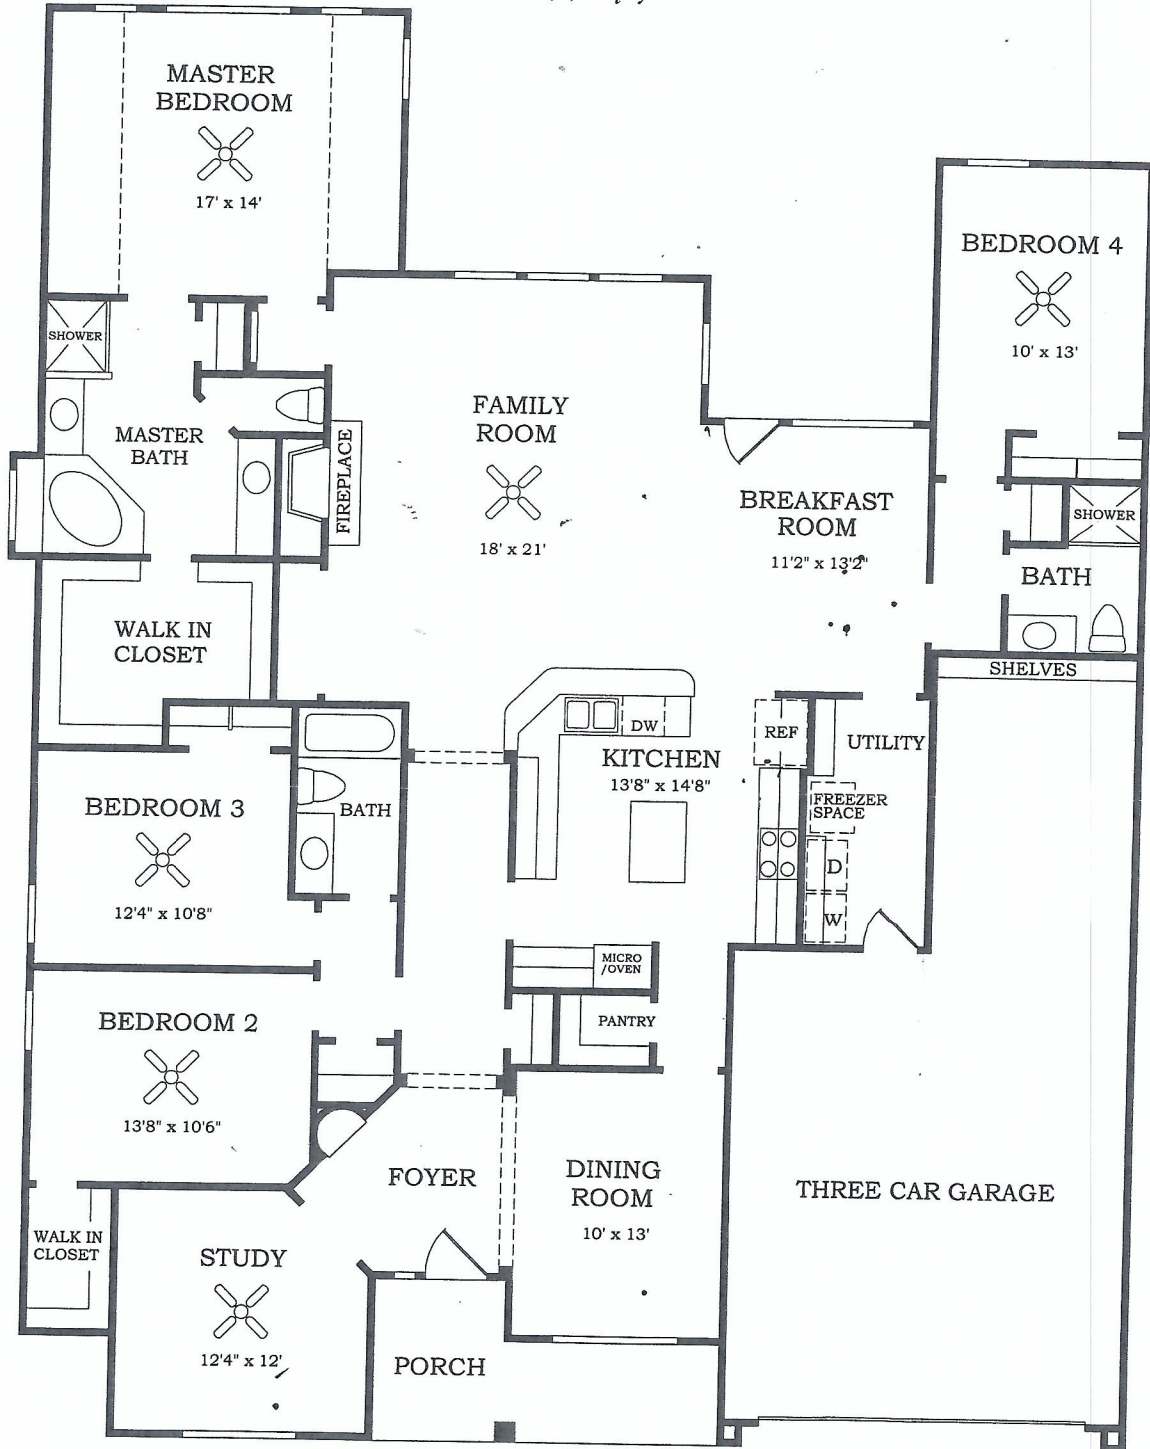 MASTER
BEDROOM
17' x 14'
BEDROOM 4
10' x 13'
SHOWER
MASTER
BATH
FIREPLACE
FAMILY
ROOM
18' x 21'
BREAKFAST
ROOM
11'2" x 13'2"
SHOWER
BATH
SHELVES
WALK IN
CLOSET
DW
KITCHEN
13'8" x 14'8"
REF
UTILITY
FREEZER
SPACE
D
W
BEDROOM 3
12'4" x 10'8"
BATH
MICRO
/OVEN
PANTRY
BEDROOM 2
13'8" x 10'6"
FOYER
DINING
ROOM
10' x 13'
THREE CAR GARAGE
WALK IN
CLOSET
STUDY
12'4" x 12'
PORCH